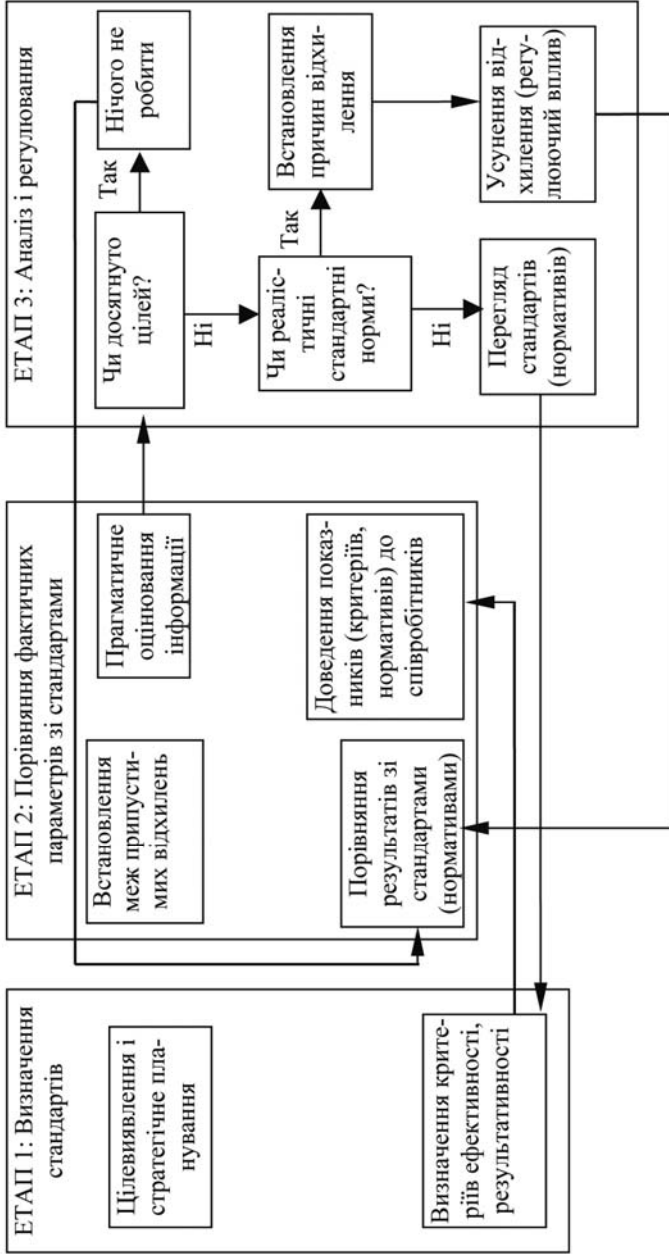 ЕТАП 1: Визначення
стандартів
Цілевиявлення і
стратегічне пла-
нування
Визначення крите-
ріїв ефективності,
результативності
ЕТАП 2: Порівняння фактичних
параметрів зі стандартами
Встановлення
меж припусти-
мих відхилень
Прагматичне
оцінювання
інформації
Порівняння
результатів зі
стандартами
(нормативами)
Доведення показ-
ників (критеріїв,
нормативів) до
співробітників
ЕТАП 3: Аналіз і регулювання
Чи досягнуто
цілей?
Так
Нічого не
робити
Ні
Чи реаліс-
тичні
стандартні
норми?
Так
Встановлення
причин відхи-
лення
Ні
Перегляд
стандартів
(нормативів)
Усунення від-
хилення (регу-
люючий вплив)